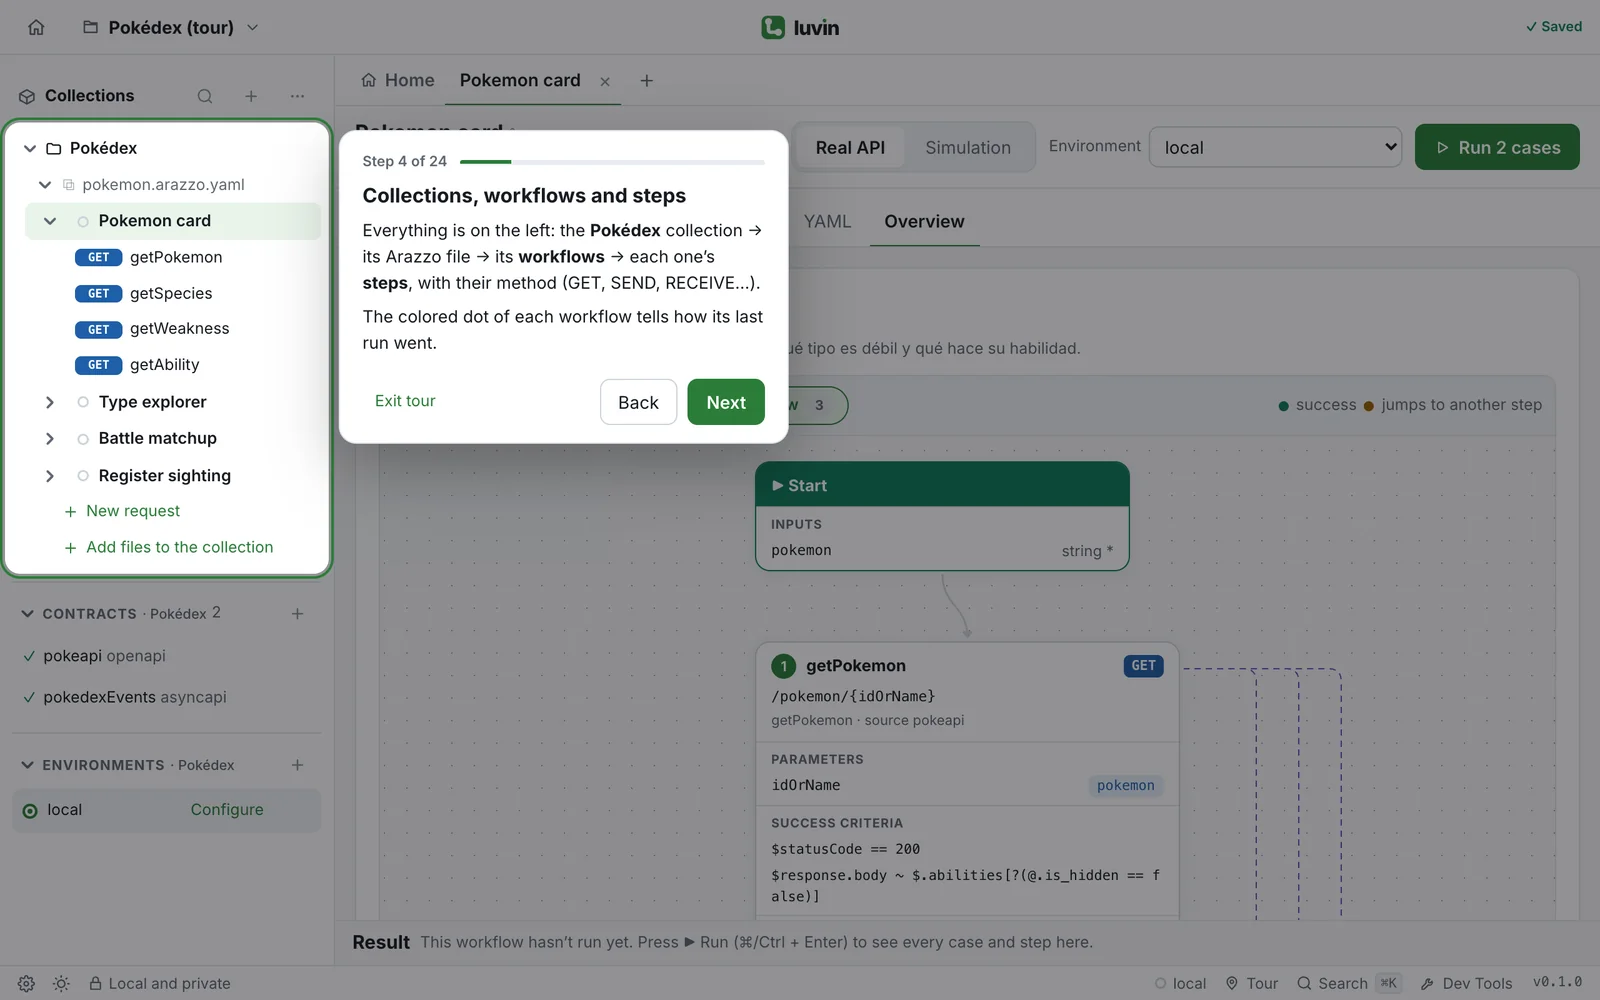 Pokédex (tour)
luvin
✓ Saved
Collections
Home
Pokemon card
Pokédex
pokemon.arazzo.yaml
Pokemon card
GET getPokemon
GET getSpecies
GET getWeakness
GET getAbility
Type explorer
Battle matchup
Register sighting
+ New request
+ Add files to the collection
CONTRACTS · Pokédex 2
pokeapi openapi
pokedexEvents asyncapi
ENVIRONMENTS · Pokédex
local Configure
Step 4 of 24
Collections, workflows and steps
Everything is on the left: the Pokédex collection →
its Arazzo file → its workflows → each one's
steps, with their method (GET, SEND, RECEIVE...).
The colored dot of each workflow tells how its last
run went.
Exit tour
Back
Next
Real API
Simulation
Environment
local
Run 2 cases
YAML
Overview
tipo es débil y qué hace su habilidad.
3
success
jumps to another step
Start
INPUTS
pokemon string *
1 getPokemon GET
/pokemon/{idOrName}
getPokemon · source pokeapi
PARAMETERS
idOrName pokemon
SUCCESS CRITERIA
$statusCode == 200
$response.body ~ $.abilities[?(@.is_hidden == f
alse)]
Result This workflow hasn't run yet. Press ▶ Run (⌘/Ctrl + Enter) to see every case and step here.
Local and private
local
Tour
Search ⌘K
Dev Tools
v0.1.0